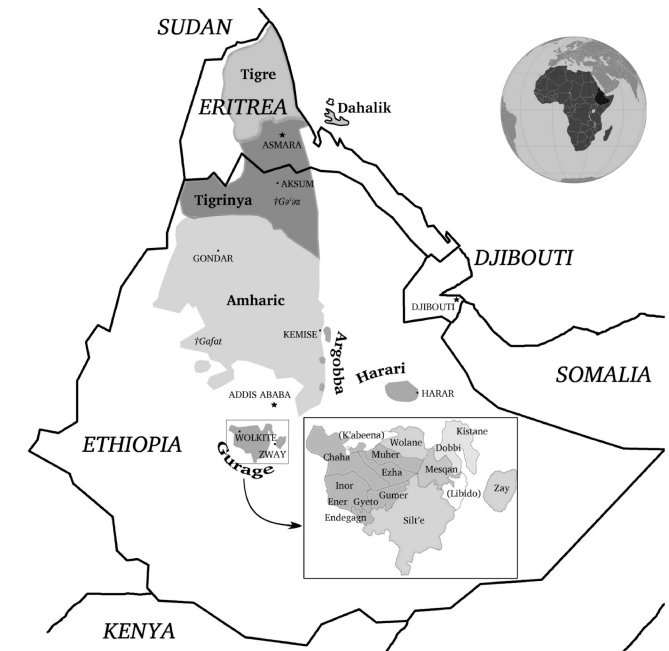 SUDAN
Tigre
ERITREA
Dahalik
ASMARA
AKSUM
Tigrinya
†Gəʿəz
GONDAR
DJIBOUTI
Amharic
DJIBOUTI
KEMISE
†Gafat
Argobba
Harari
SOMALIA
ADDIS ABABA
HARAR
ETHIOPIA
WOLKITE
ZWAY
Gurage
Kistane
(K'abeena)
Wolane
Dobbi
Chaha
Muher
Mesqan
Ezha
Inor
Gumer
(Libido)
Zay
Ener
Gyeto
Endegagn
Silt'e
KENYA